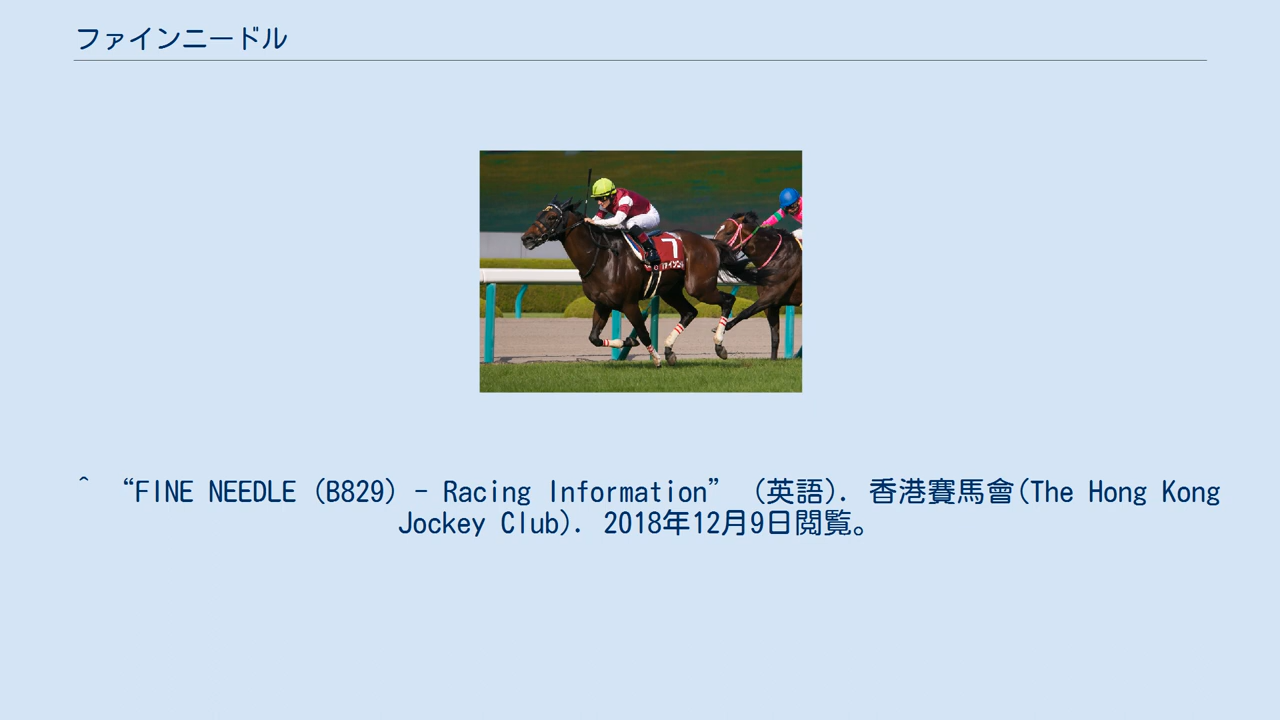 ファインニードル
7
^ “FINE NEEDLE (B829) – Racing Information” (英語). 香港賽馬會(The Hong Kong
Jockey Club). 2018年12月9日閲覧。